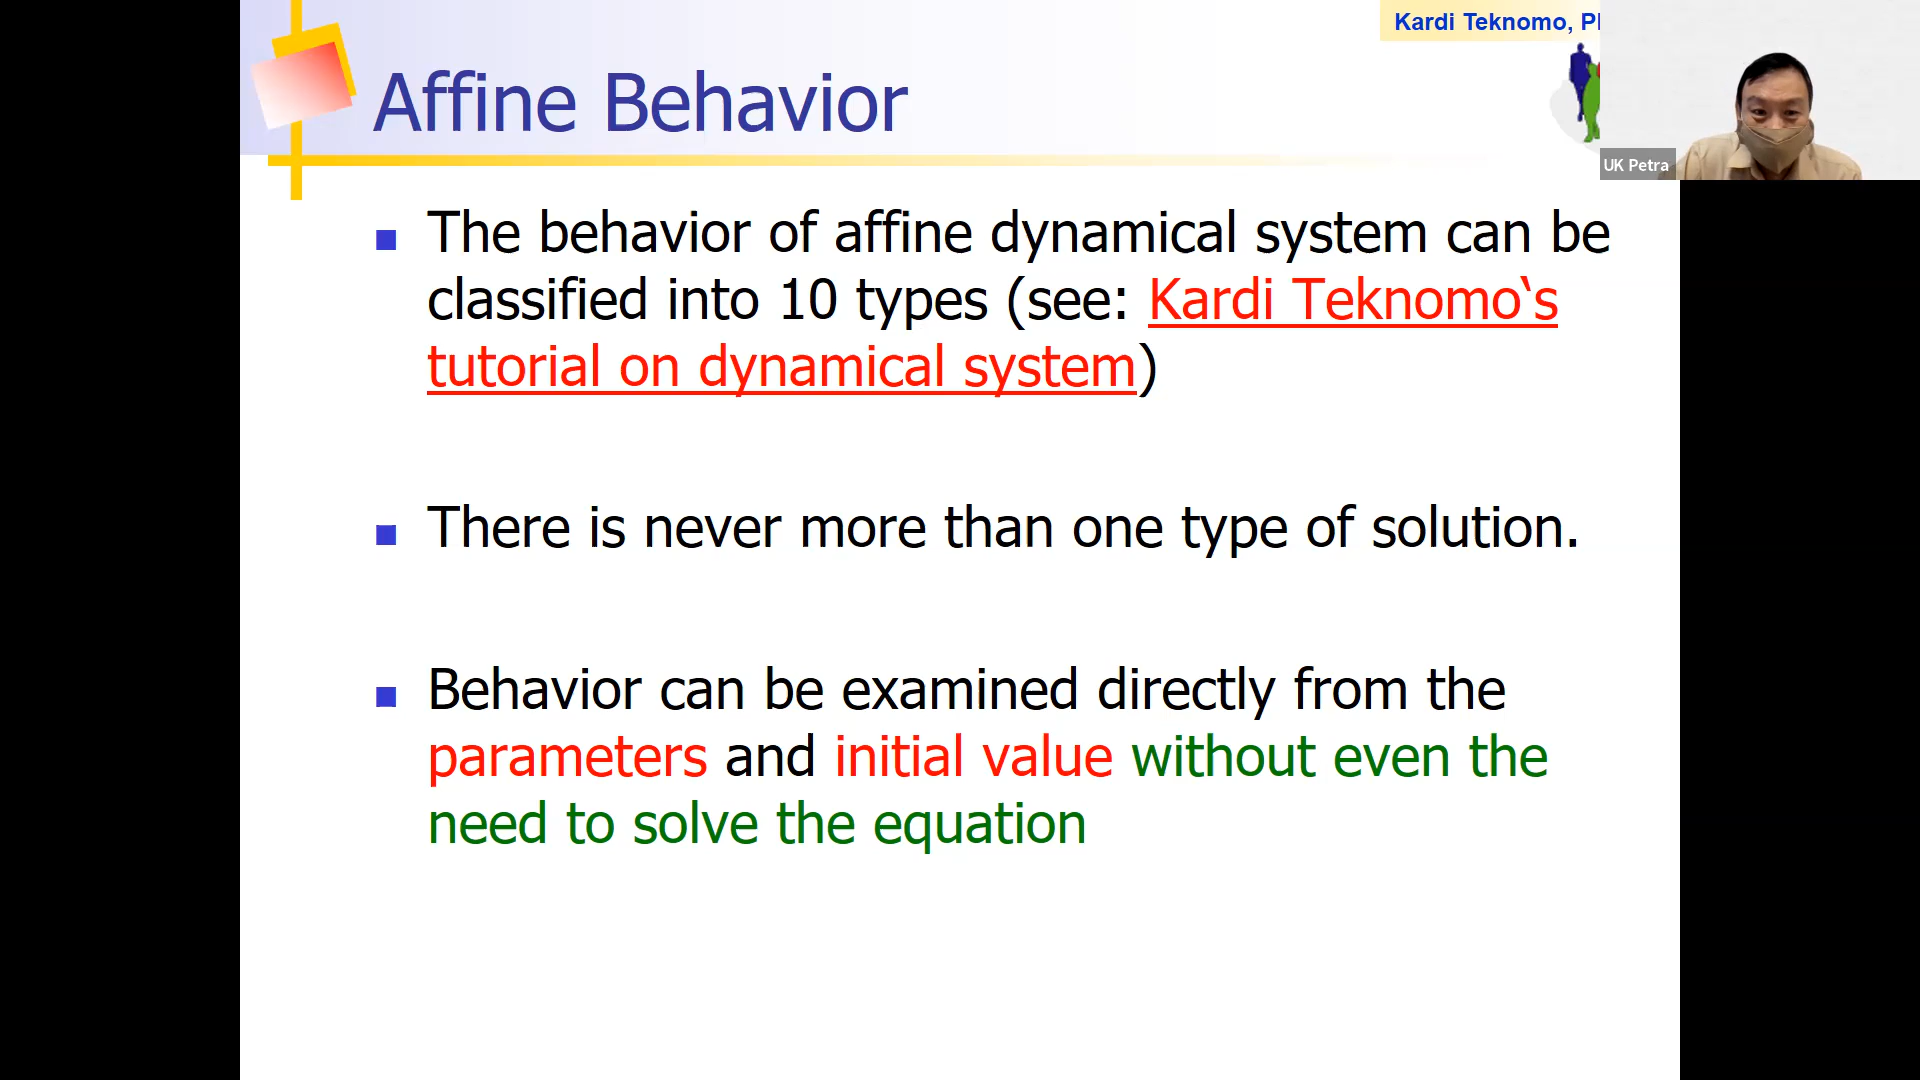 Kardi Teknomo, P
Affine Behavior
UK Petra
The behavior of affine dynamical system can be
classified into 10 types (see: Kardi Teknomo‘s
tutorial on dynamical system)
There is never more than one type of solution.
Behavior can be examined directly from the
parameters and initial value without even the
need to solve the equation